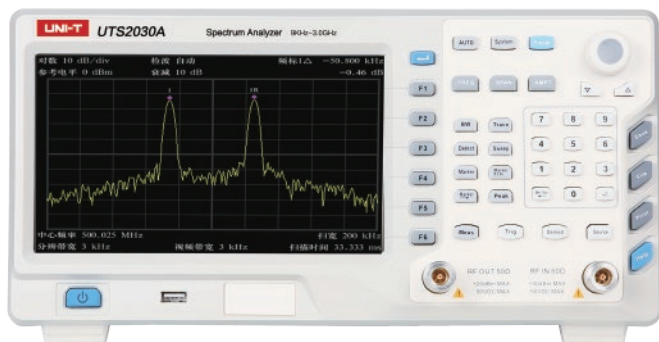 UNI-T UTS2030A Spectrum Analyzer 9KHz-3.0GHz
对数 10 dB/div 检波 自动 频标1△ -50.800 kHz
参考电平 0 dBm 衰减 10 dB -0.46 dB
1 1R
中心频率 500.025 MHz 扫宽 200 kHz
分辨带宽 3 kHz 视频带宽 3 kHz 扫描时间 33.333 ms
AUTO System
F1
FREQ SPAN AMPT
F2
BW Trace 7 8 9
F3
Detect Sweep 4 5 6
F4
Marker 1 2 3
F5
Peak 0
F6
Meas Trig Source
RF OUT 50Ω RF IN 50Ω
50VDC MAX 50VDC MAX